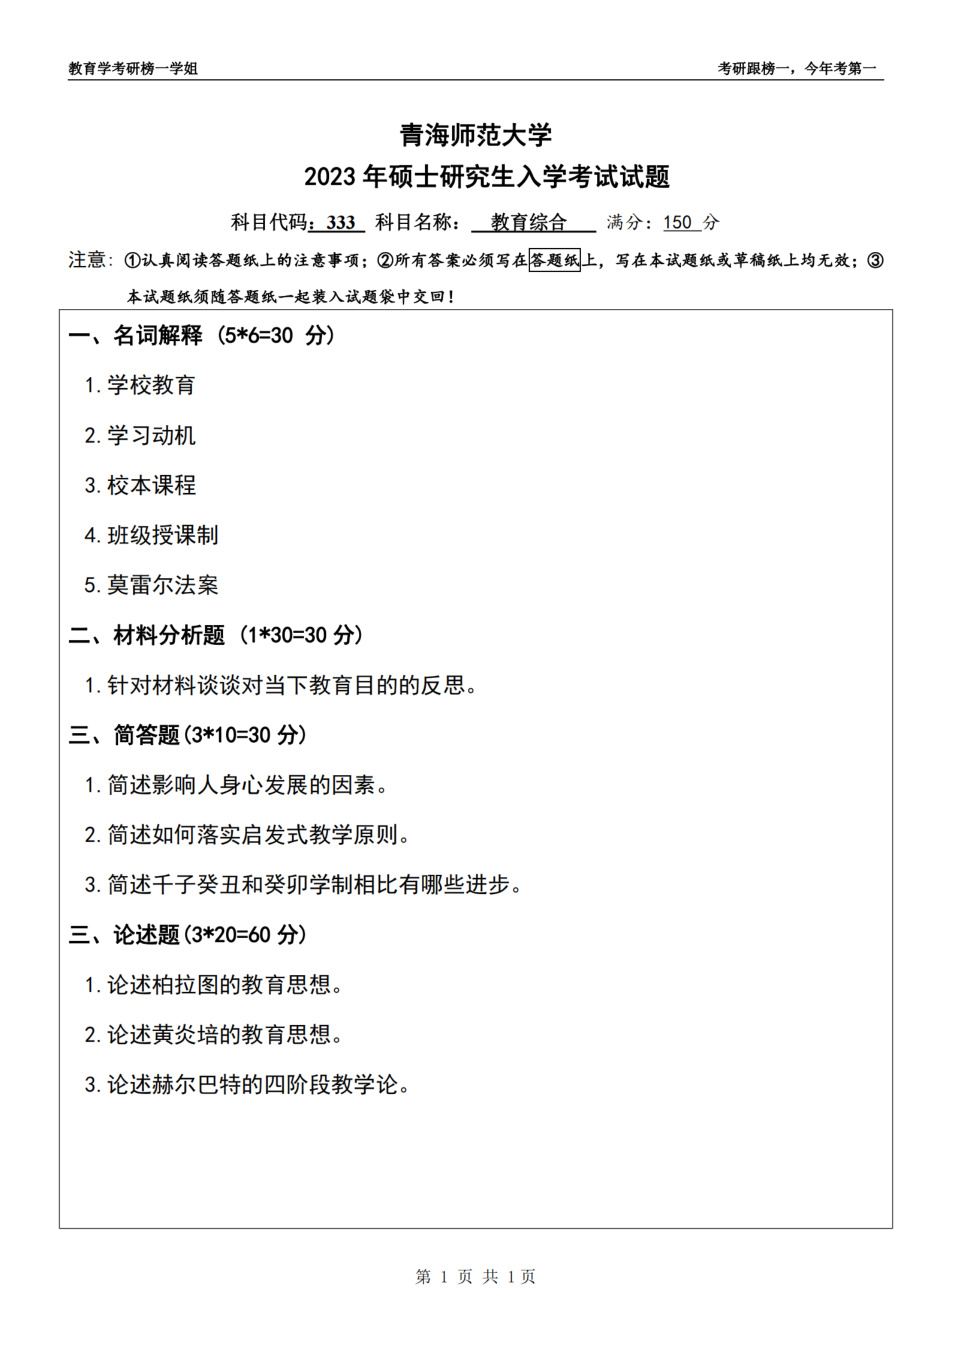 教育学考研榜一学姐 考研跟榜一，今年考第一
青海师范大学
2023 年硕士研究生入学考试试题
科目代码：333 科目名称： 教育综合 满分：150 分
注意：①认真阅读答题纸上的注意事项；②所有答案必须写在答题纸上，写在本试题纸或草稿纸上均无效；③
本试题纸须随答题纸一起装入试题袋中交回！
一、名词解释 (5*6=30 分)
1.学校教育
2.学习动机
3.校本课程
4.班级授课制
5.莫雷尔法案
二、材料分析题 (1*30=30 分)
1.针对材料谈谈对当下教育目的的反思。
三、简答题(3*10=30 分)
1.简述影响人身心发展的因素。
2.简述如何落实启发式教学原则。
3.简述千子癸丑和癸卯学制相比有哪些进步。
三、论述题(3*20=60 分)
1.论述柏拉图的教育思想。
2.论述黄炎培的教育思想。
3.论述赫尔巴特的四阶段教学论。
第 1 页 共 1页